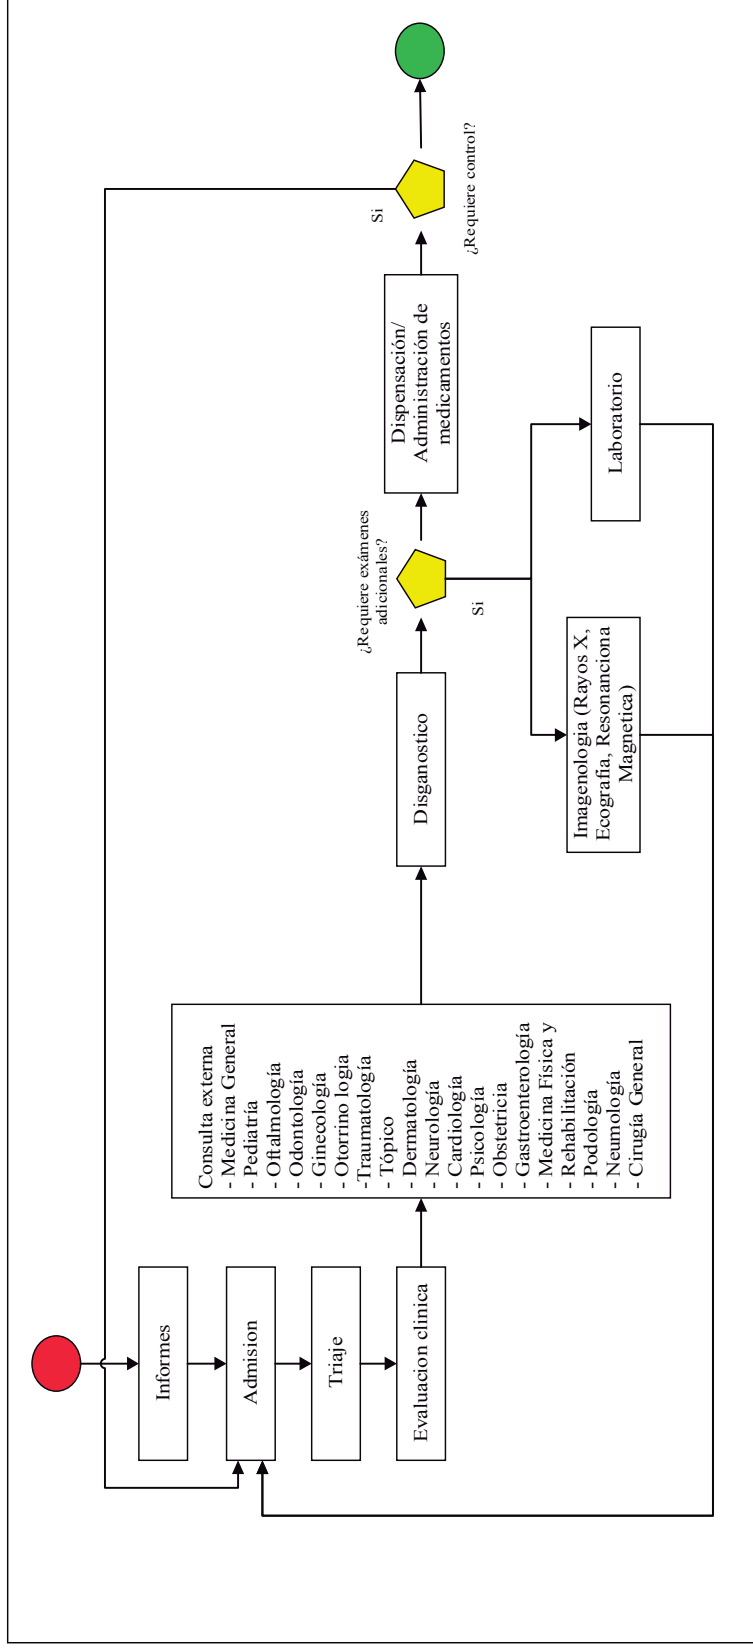 Informes
Admision
Triaje
Evaluacion clinica
Consulta externa
- Medicina General
- Pediatría
- Oftalmología
- Odontología
- Ginecología
- Otorrino logia
-Traumatología
- Tópico
- Dermatología
- Neurología
- Cardiología
- Psicología
- Obstetricia
- Gastroenterología
- Medicina Física y
- Rehabilitación
- Podología
- Neumología
- Cirugía General
Disganostico
¿Requiere exámenes
adicionales?
Si
Imagenologia (Rayos X,
Ecografia, Resonanciona
Magnetica)
Laboratorio
Dispensación/
Administración de
medicamentos
Si
¿Requiere control?